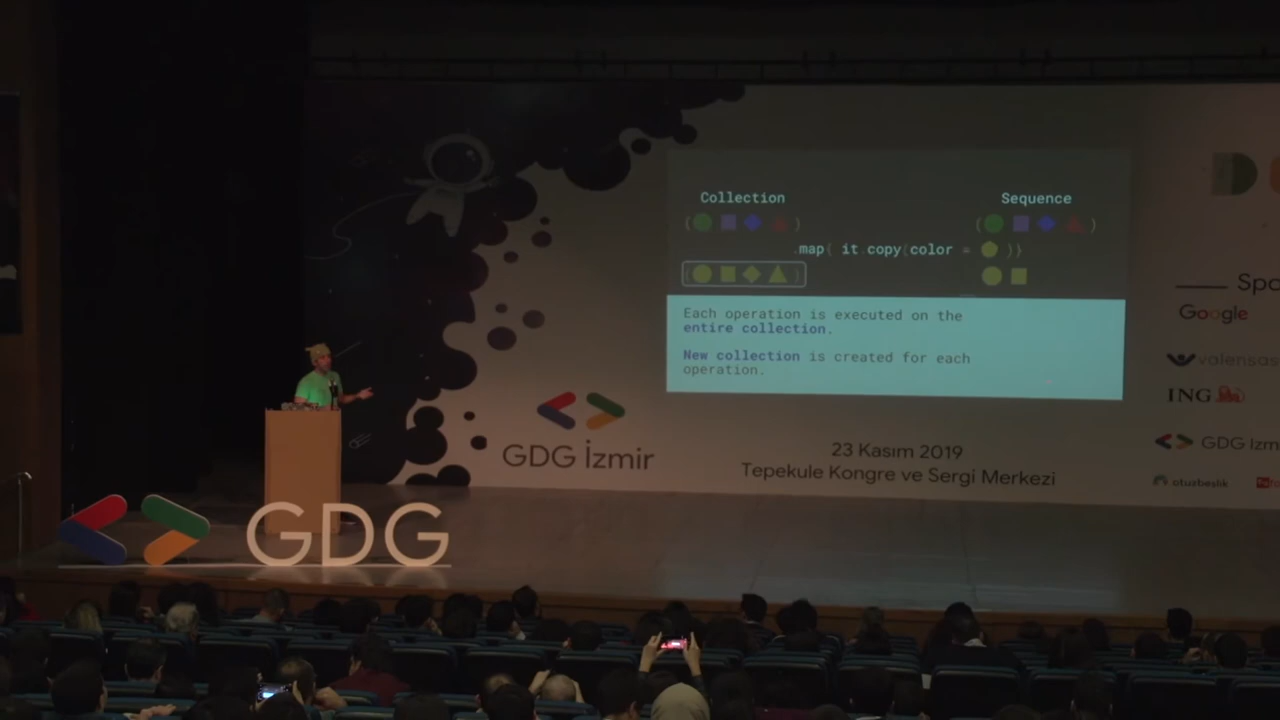 Collection
Sequence
.map{ it.copy(color = )}
Each operation is executed on the
entire collection.
New collection is created for each
operation.
GDG İzmir
23 Kasım 2019
Tepekule Kongre ve Sergi Merkezi
Google
valensas
ING
GDG
otuzbeşlik
GDG